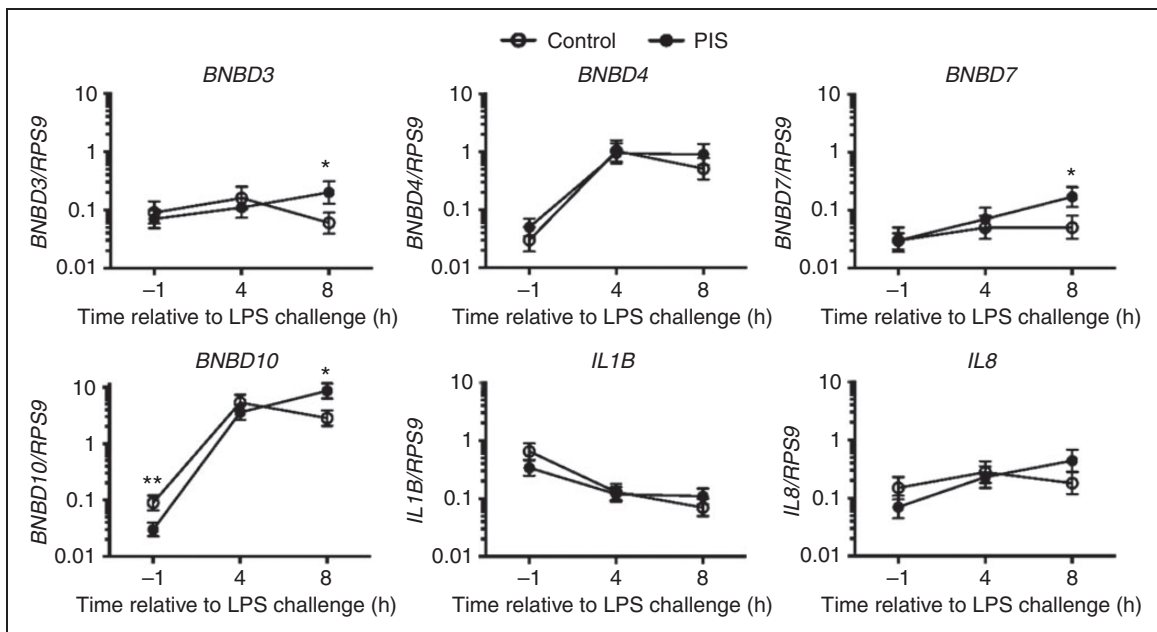 Control PIS
BNBD3
BNBD3/RPS9
10
1
0.1
0.01
*
–1 4 8
Time relative to LPS challenge (h)
BNBD4
BNBD4/RPS9
10
1
0.1
0.01
–1 4 8
Time relative to LPS challenge (h)
BNBD7
BNBD7/RPS9
10
1
0.1
0.01
*
–1 4 8
Time relative to LPS challenge (h)
BNBD10
BNBD10/RPS9
10
1
0.1
0.01
**
*
–1 4 8
Time relative to LPS challenge (h)
IL1B
IL1B/RPS9
10
1
0.1
0.01
–1 4 8
Time relative to LPS challenge (h)
IL8
IL8/RPS9
10
1
0.1
0.01
–1 4 8
Time relative to LPS challenge (h)